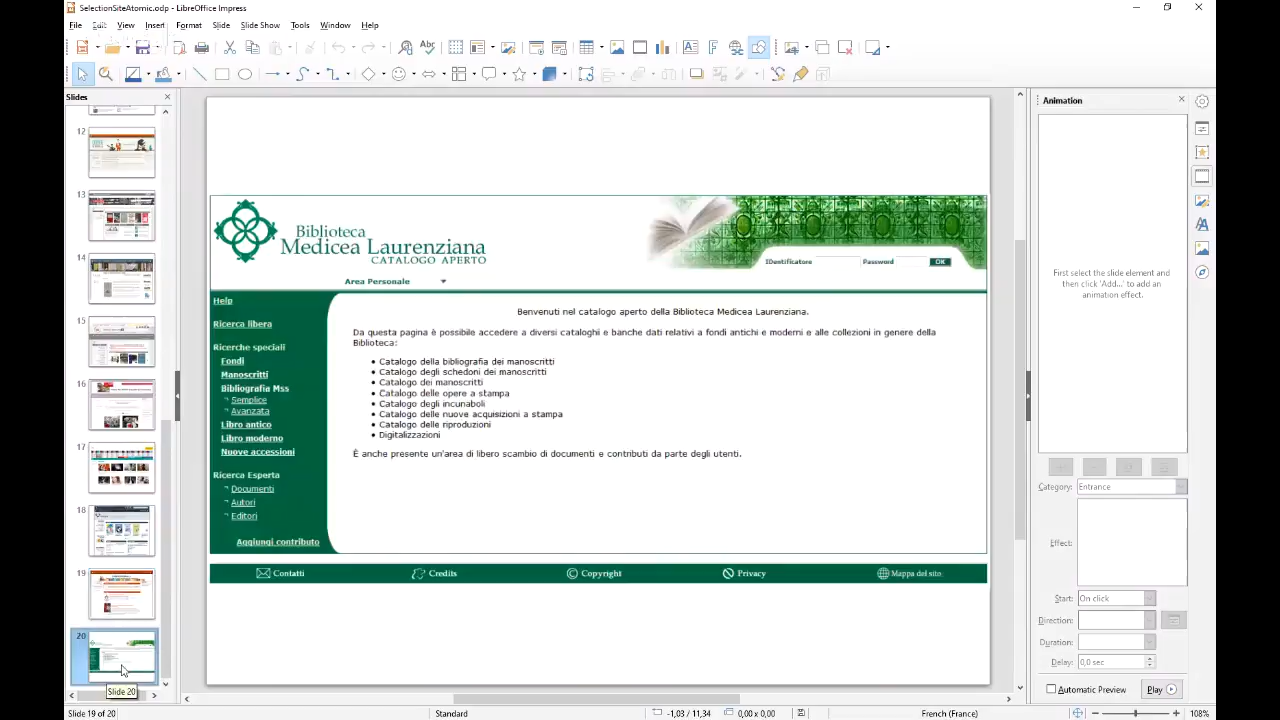 SelectionSiteAtomic.odp - LibreOffice Impress
File Edit View Insert Format Slide Slide Show Tools Window Help
Abc
Slides
12
13
14
15
16
17
18
19
20
Slide 20
Biblioteca
Medicea Laurenziana
CATALOGO APERTO
IDentificatore Password OK
Area Personale
Help
Ricerca libera
Ricerche speciali
Fondi
Manoscritti
Bibliografia Mss
Semplice
Avanzata
Libro antico
Libro moderno
Nuove accessioni
Ricerca Esperta
Documenti
Autori
Editori
Aggiungi contributo
Benvenuti nel catalogo aperto della Biblioteca Medicea Laurenziana.
Da questa pagina è possibile accedere a diversi cataloghi e banche dati relativi a fondi antichi e moderni e alle collezioni in genere della
Biblioteca:
• Catalogo della bibliografia dei manoscritti
• Catalogo degli schedoni dei manoscritti
• Catalogo dei manoscritti
• Catalogo delle opere a stampa
• Catalogo degli incunaboli
• Catalogo delle nuove acquisizioni a stampa
• Catalogo delle riproduzioni
• Digitalizzazioni
È anche presente un'area di libero scambio di documenti e contributi da parte degli utenti.
Contatti Credits Copyright Privacy Mappa del sito
Animation
First select the slide element and
then click 'Add...' to add an
animation effect.
Category: Entrance
Effect:
Start: On click
Direction:
Duration:
Delay: 0,0 sec
Automatic Preview Play
Slide 19 of 20 Standard -1,03 / 11,34 0,00 x 0,00 French (France) 108%